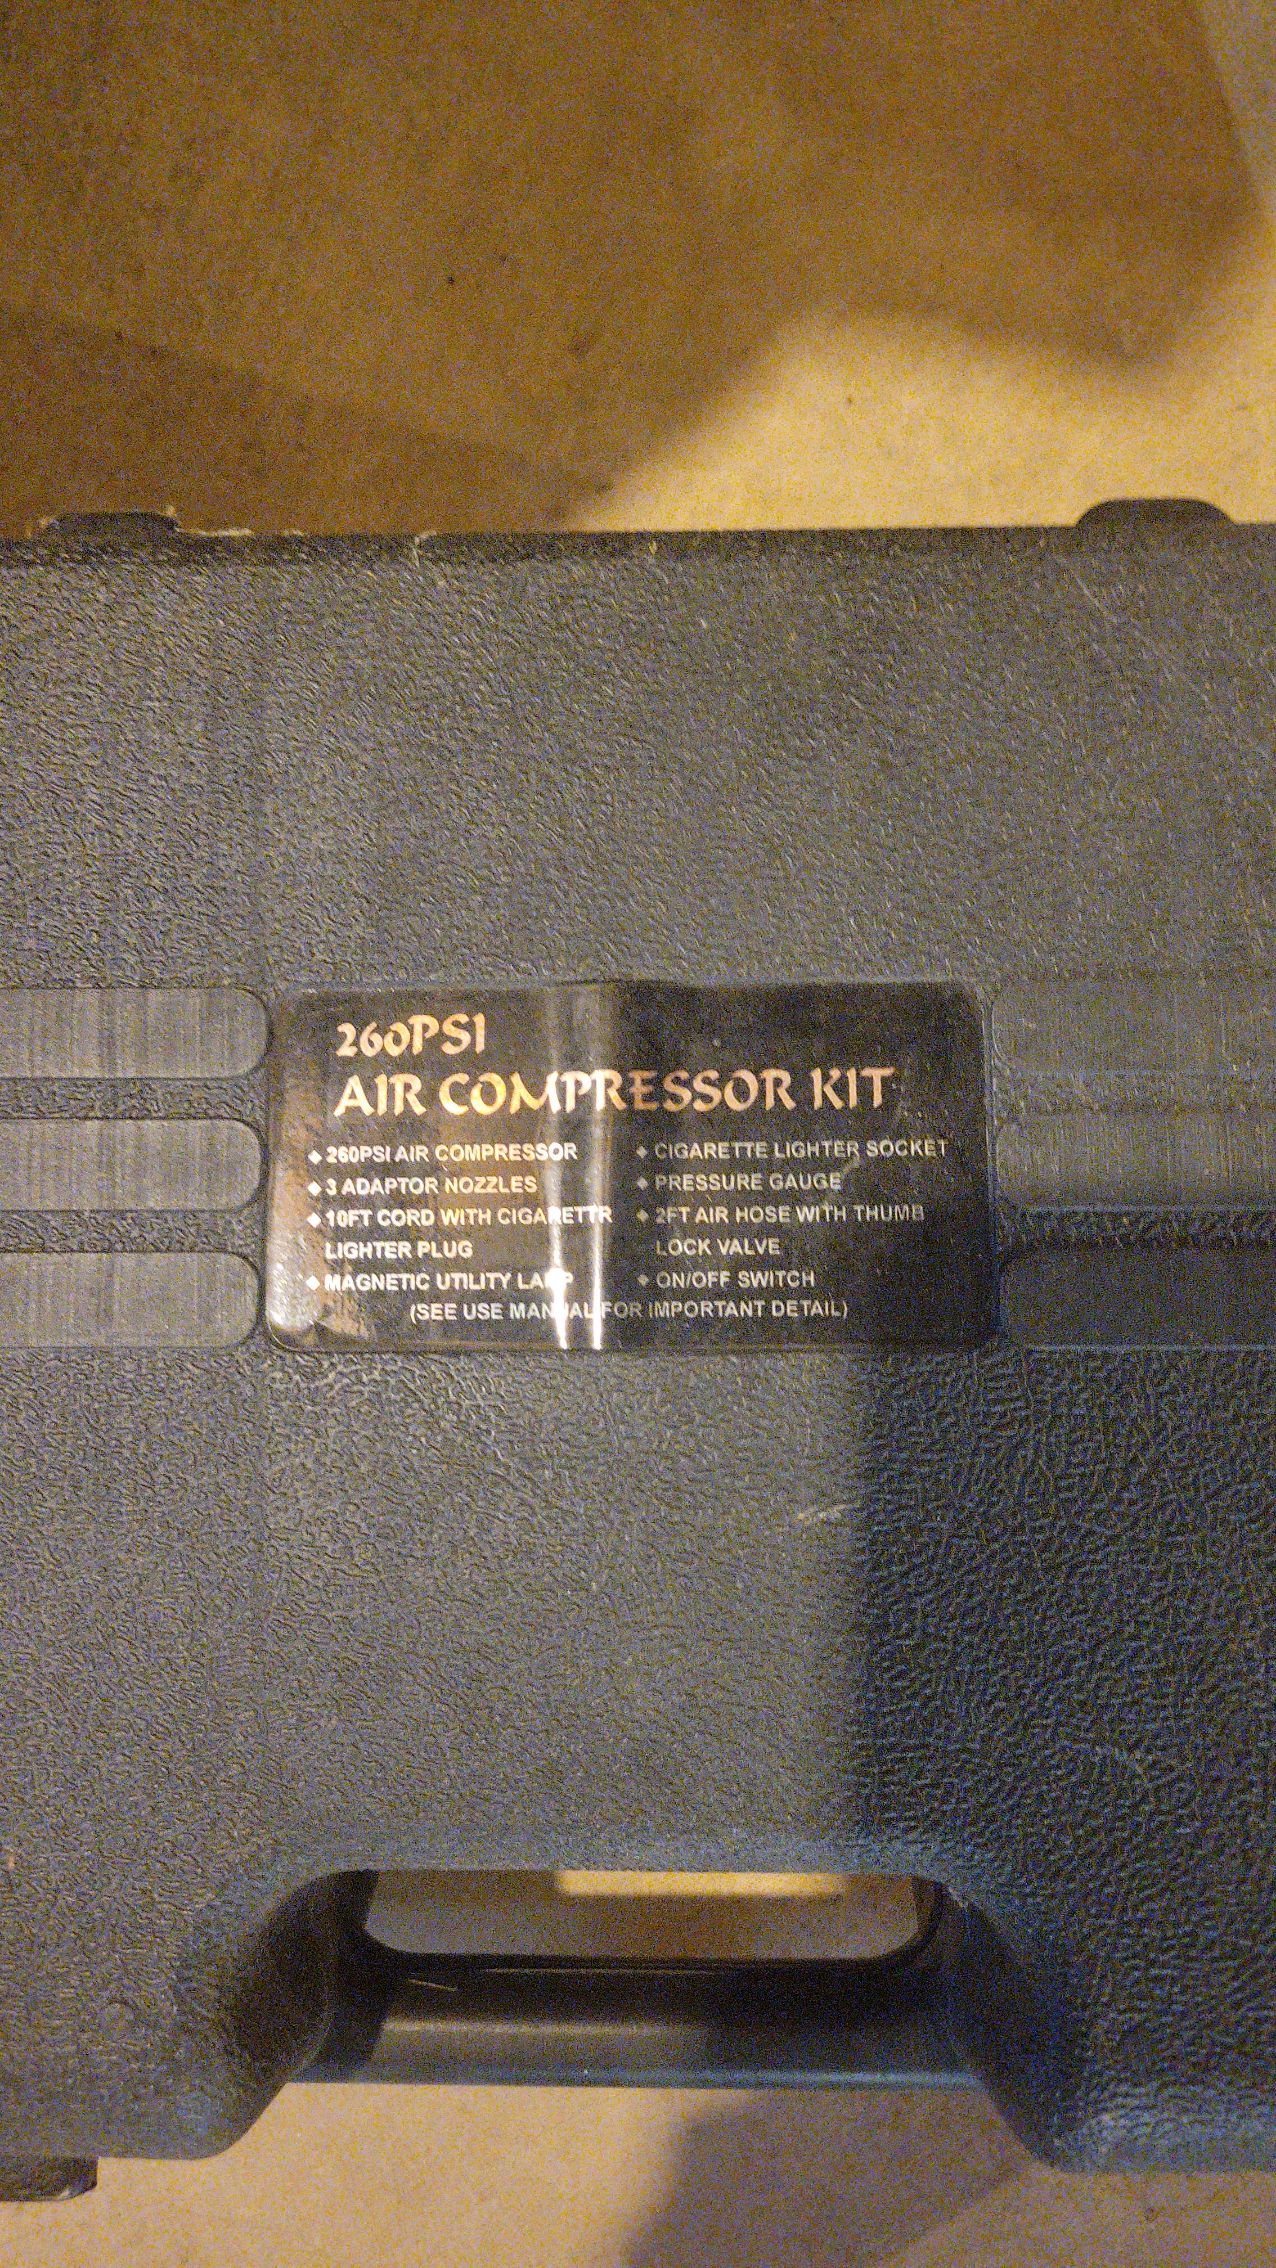 260PSI
AIR COMPRESSOR KIT
◆ 260PSI AIR COMPRESSOR
◆ 3 ADAPTOR NOZZLES
◆ 10FT CORD WITH CIGARETTR
LIGHTER PLUG
◆ MAGNETIC UTILITY LAMP
◆ CIGARETTE LIGHTER SOCKET
◆ PRESSURE GAUGE
◆ 2FT AIR HOSE WITH THUMB
LOCK VALVE
◆ ON/OFF SWITCH
(SEE USE MANUAL FOR IMPORTANT DETAIL)